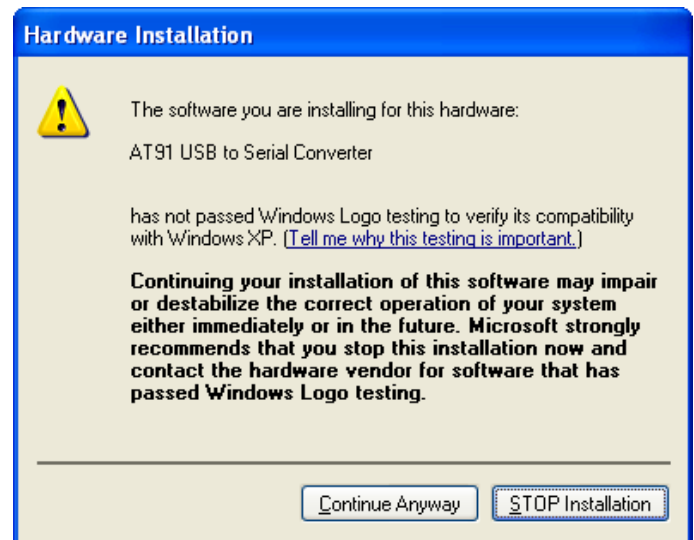 Hardware Installation
The software you are installing for this hardware:
AT91 USB to Serial Converter
has not passed Windows Logo testing to verify its compatibility
with Windows XP. (Tell me why this testing is important.)
Continuing your installation of this software may impair
or destabilize the correct operation of your system
either immediately or in the future. Microsoft strongly
recommends that you stop this installation now and
contact the hardware vendor for software that has
passed Windows Logo testing.
Continue Anyway STOP Installation